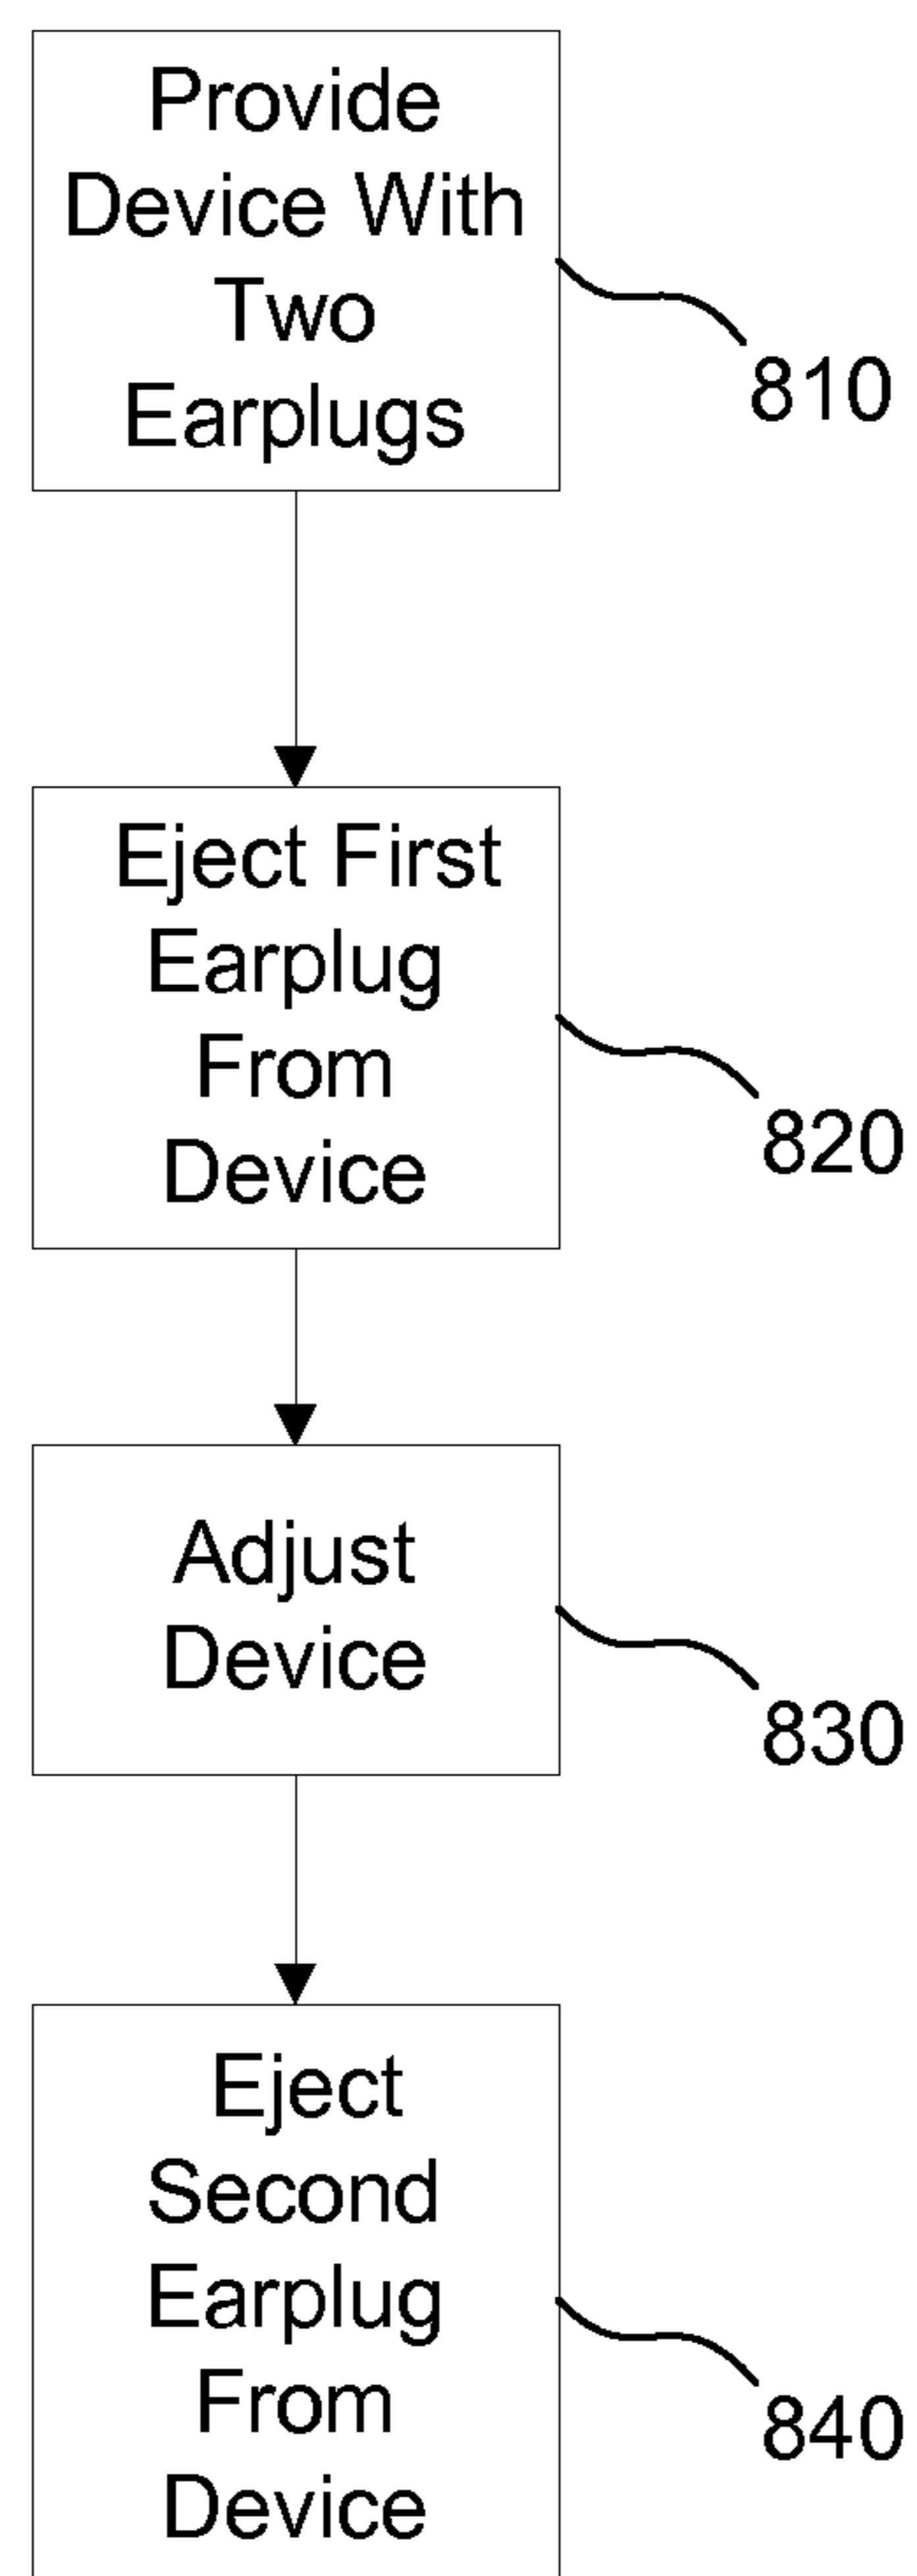 Provide
Device With
Two
Earplugs
810
Eject First
Earplug
From
Device
820
Adjust
Device
830
Eject
Second
Earplug
From
Device
840